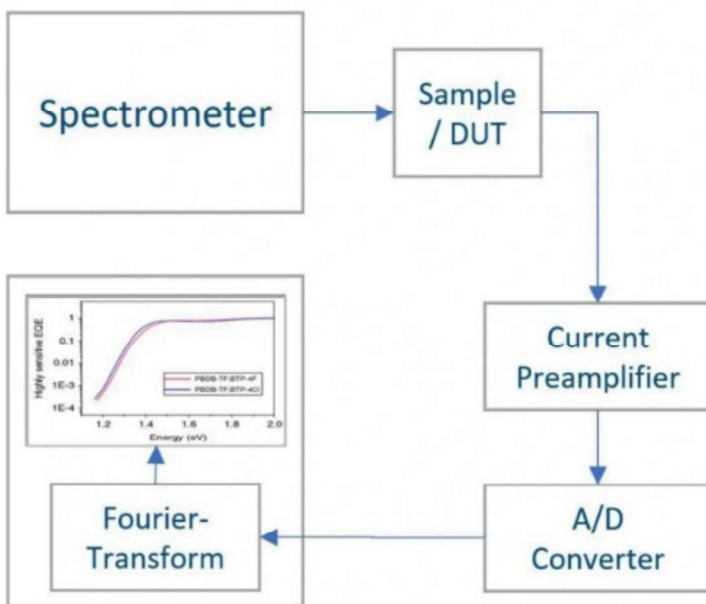 Spectrometer
Sample
/ DUT
Current
Preamplifier
A/D
Converter
Fourier-
Transform
Highly sensitive EQE
1
0.1
0.01
1E-3
1E-4
PBDB-TF:BTP-4F
PBDB-TF:BTP-4Cl
1.2
1.4
1.6
1.8
2.0
Energy (eV)